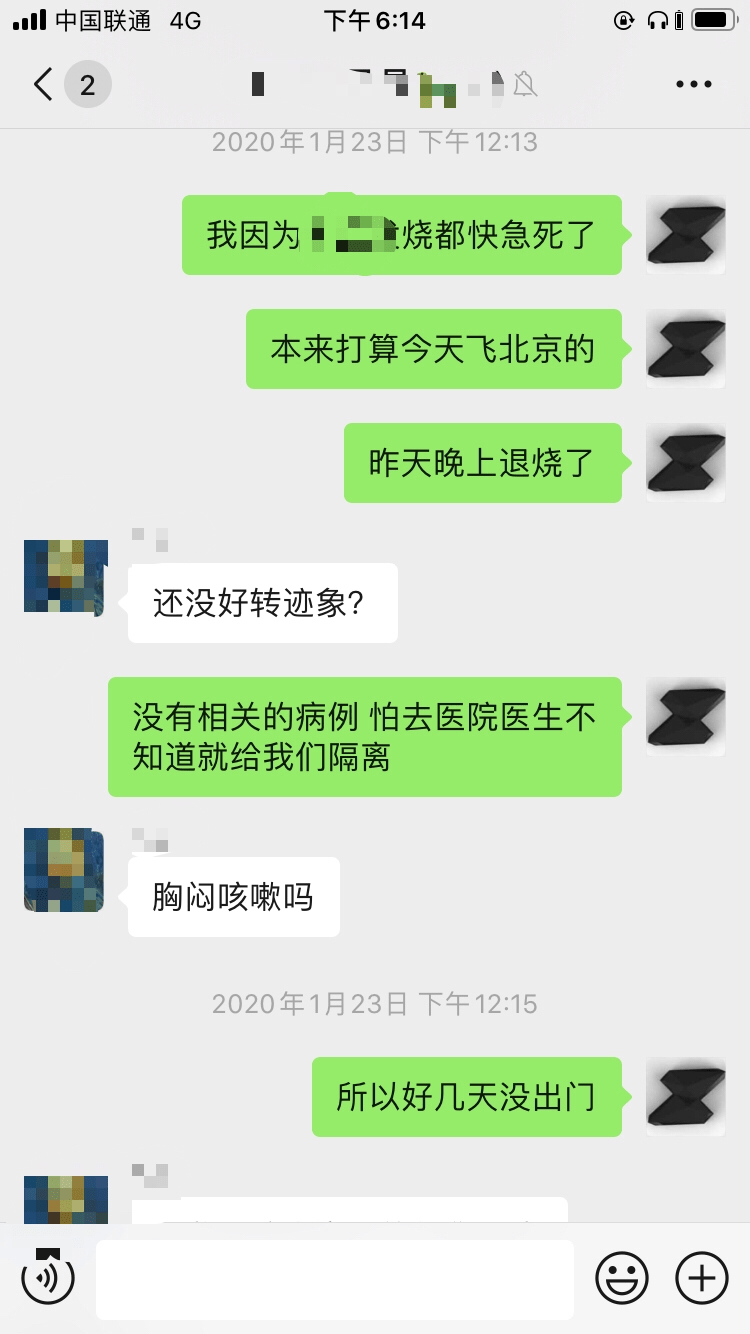 中国联通 4G 下午6:14
2
2020年1月23日 下午12:13
我因为 烧都快急死了
本来打算今天飞北京的
昨天晚上退烧了
还没好转迹象?
没有相关的病例 怕去医院医生不
知道就给我们隔离
胸闷咳嗽吗
2020年1月23日 下午12:15
所以好几天没出门